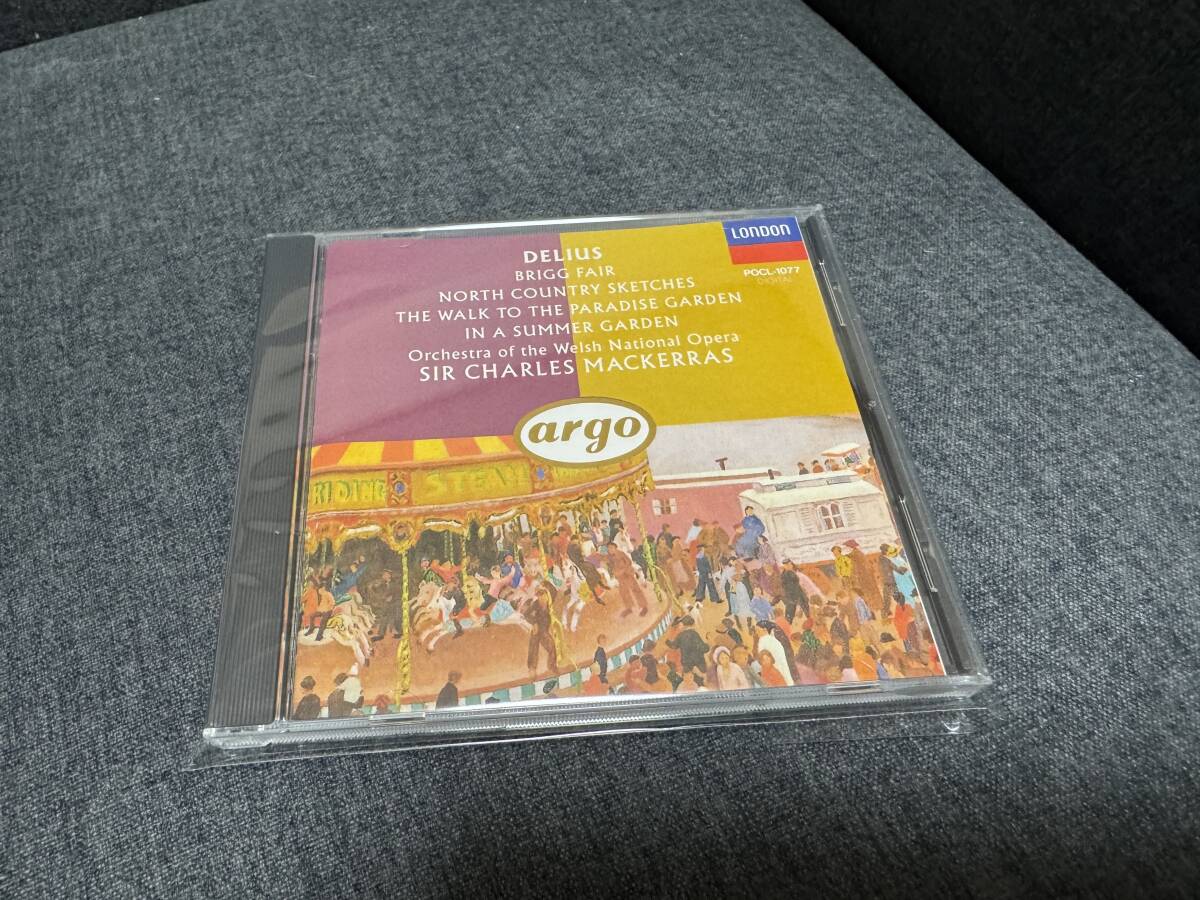 LONDON
POCL-1077
DIGITAL
DELIUS
BRIGG FAIR
NORTH COUNTRY SKETCHES
THE WALK TO THE PARADISE GARDEN
IN A SUMMER GARDEN
Orchestra of the Welsh National Opera
SIR CHARLES MACKERRAS
argo
RIDING STEAM